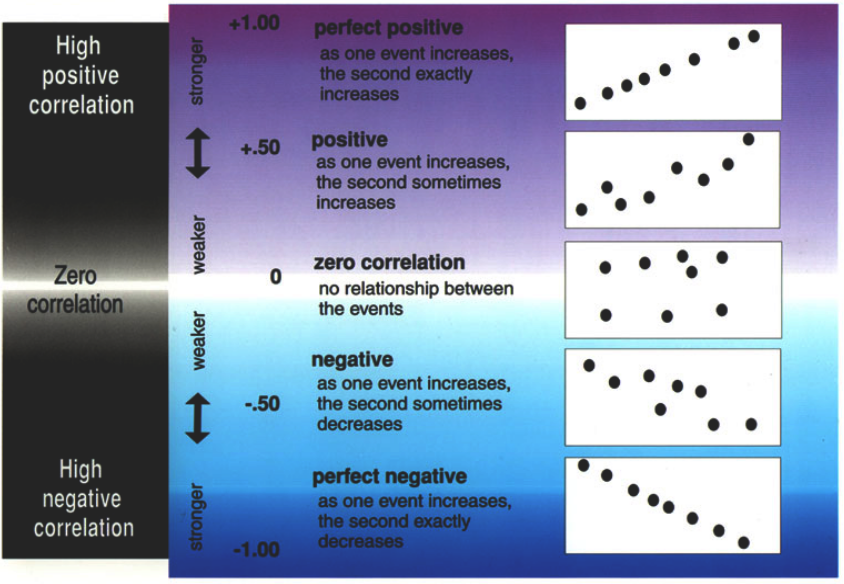 High
positive
correlation
Zero
correlation
High
negative
correlation
stronger
weaker
weaker
stronger
+1.00
perfect positive
as one event increases,
the second exactly
increases
+.50
positive
as one event increases,
the second sometimes
increases
0
zero correlation
no relationship between
the events
-.50
negative
as one event increases,
the second sometimes
decreases
-1.00
perfect negative
as one event increases,
the second exactly
decreases